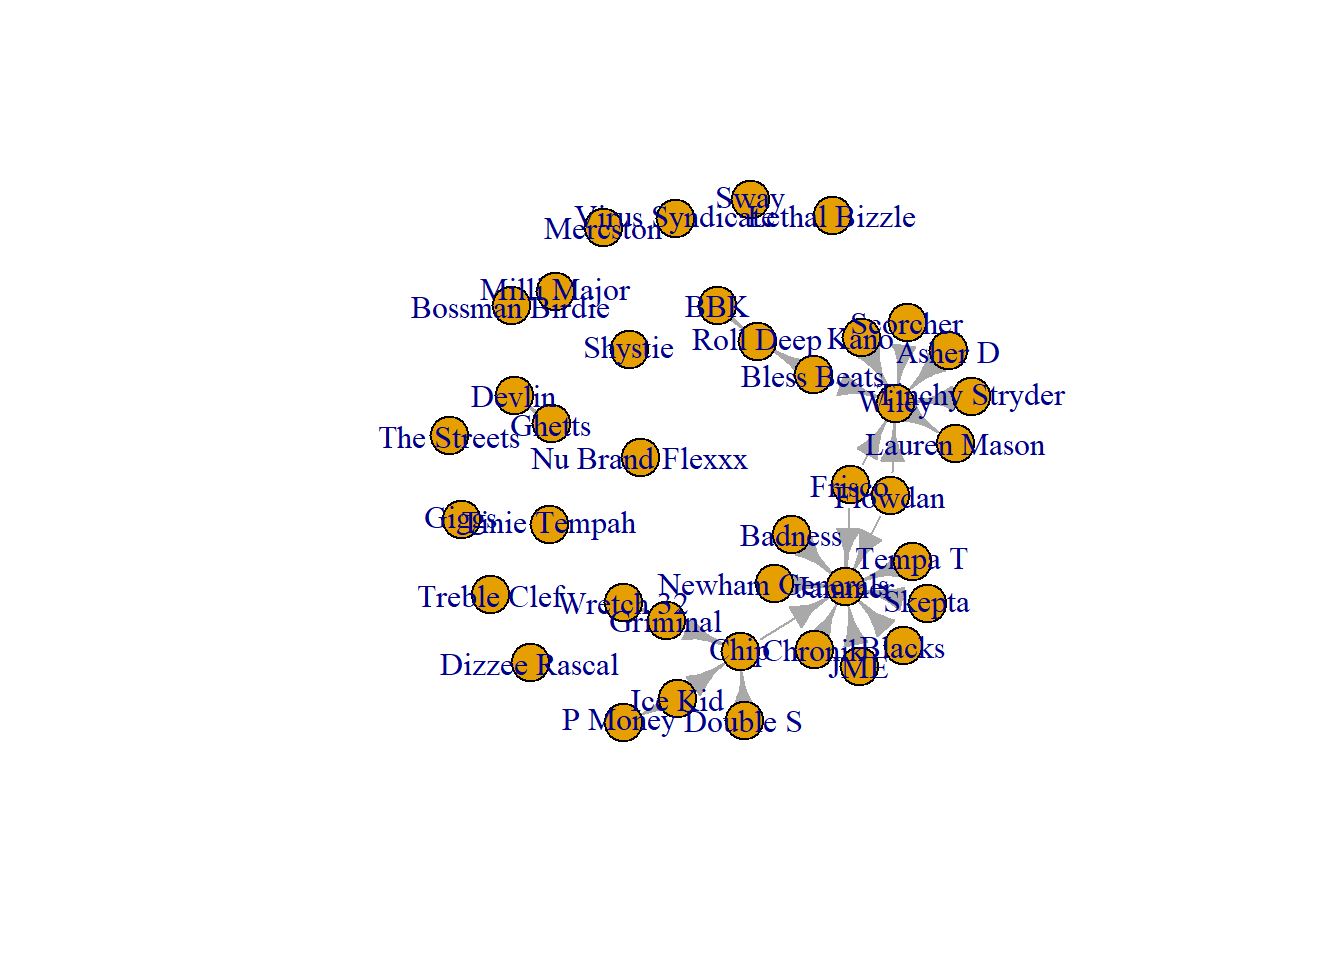 Sway
Virus Syndicate
Lethal Bizzle
Mercston
Milli Major
Bossman Birdie
BBK
Scorcher
Roll Deep
Kano
Shystie
Asher D
Bless Beats
Devlin
Tinchy Stryder
Wiley
Ghetts
The Streets
Lauren Mason
Nu Brand Flexxx
Frisco
Flowdan
Giggs
Tinie Tempah
Badness
Tempa T
Newham Generals
Jammer
Treble Clef
Wretch 32
Skepta
Griminal
Chip
Chronik
Blacks
Dizzee Rascal
JME
Ice Kid
P Money
Double S